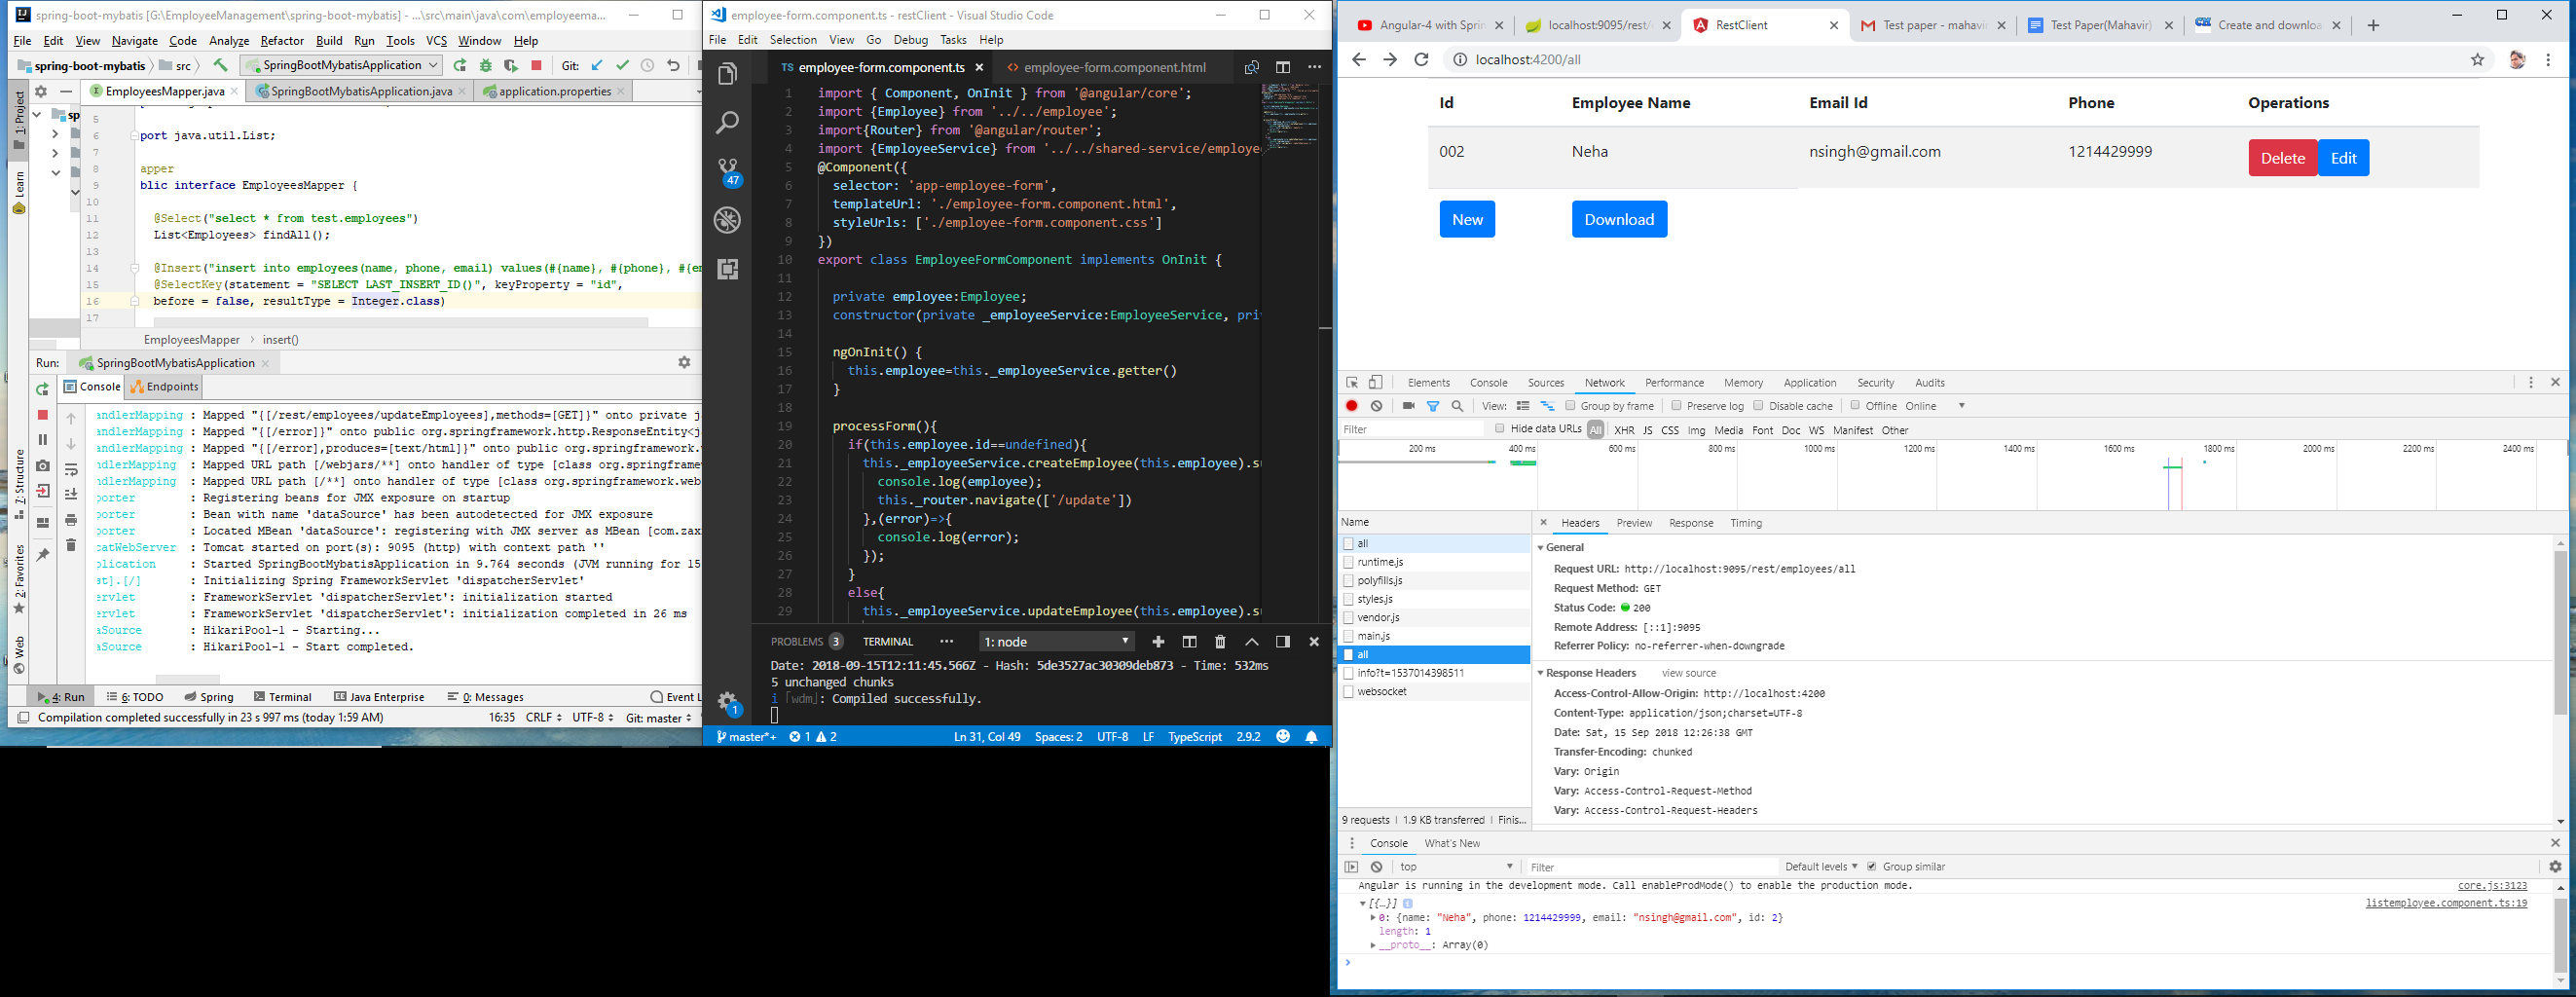 spring-boot-mybatis [G:\EmployeeManagement\spring-boot-mybatis] - ...\src\main\java\com\employeema...
File Edit View Navigate Code Analyze Refactor Build Run Tools VCS Window Help
spring-boot-mybatis src SpringBootMybatisApplication Git:
EmployeesMapper.java SpringBootMybatisApplication.java application.properties
1: Project
Learn
7: Structure
2: Favorites
Web
sp
5
6 port java.util.List;
7
8 apper
9 blic interface EmployeesMapper {
10
11 @Select("select * from test.employees")
12 List<Employees> findAll();
13
14 @Insert("insert into employees(name, phone, email) values(#{name}, #{phone}, #{em
15 @SelectKey(statement = "SELECT LAST_INSERT_ID()", keyProperty = "id",
16 before = false, resultType = Integer.class)
17
EmployeesMapper insert()
Run: SpringBootMybatisApplication
Console Endpoints
andlerMapping : Mapped "{[/rest/employees/updateEmployees],methods=[GET]}" onto private j
andlerMapping : Mapped "{[/error]}" onto public org.springframework.http.ResponseEntity<j
andlerMapping : Mapped "{[/error],produces=[text/html]}" onto public org.springframework.
ndlerMapping : Mapped URL path [/webjars/**] onto handler of type [class org.springframew
ndlerMapping : Mapped URL path [/**] onto handler of type [class org.springframework.web
porter : Registering beans for JMX exposure on startup
porter : Bean with name 'dataSource' has been autodetected for JMX exposure
porter : Located MBean 'dataSource': registering with JMX server as MBean [com.zax
catWebServer : Tomcat started on port(s): 9095 (http) with context path ''
plication : Started SpringBootMybatisApplication in 9.764 seconds (JVM running for 15
st].[/] : Initializing Spring FrameworkServlet 'dispatcherServlet'
ervlet : FrameworkServlet 'dispatcherServlet': initialization started
ervlet : FrameworkServlet 'dispatcherServlet': initialization completed in 26 ms
aSource : HikariPool-1 - Starting...
aSource : HikariPool-1 - Start completed.
4: Run 6: TODO Spring Terminal Java Enterprise 0: Messages Event L
Compilation completed successfully in 23 s 997 ms (today 1:59 AM) 16:35 CRLF UTF-8 Git: master
employee-form.component.ts - restClient - Visual Studio Code
File Edit Selection View Go Debug Tasks Help
TS employee-form.component.ts employee-form.component.html
47
1
1 import { Component, OnInit } from '@angular/core';
2 import {Employee} from '../../employee';
3 import{Router} from '@angular/router';
4 import {EmployeeService} from '../../shared-service/employe
5 @Component({
6 selector: 'app-employee-form',
7 templateUrl: './employee-form.component.html',
8 styleUrls: ['./employee-form.component.css']
9 })
10 export class EmployeeFormComponent implements OnInit {
11
12 private employee:Employee;
13 constructor(private _employeeService:EmployeeService, pri
14
15 ngOnInit() {
16 this.employee=this._employeeService.getter()
17 }
18
19 processForm(){
20 if(this.employee.id==undefined){
21 this._employeeService.createEmployee(this.employee).su
22 console.log(employee);
23 this._router.navigate(['/update'])
24 },(error)=>{
25 console.log(error);
26 });
27 }
28 else{
29 this._employeeService.updateEmployee(this.employee).su
PROBLEMS 3 TERMINAL ... 1: node
Date: 2018-09-15T12:11:45.566Z - Hash: 5de3527ac30309deb873 - Time: 532ms
5 unchanged chunks
i ｢wdm｣: Compiled successfully.
master*+ 1 2 Ln 31, Col 49 Spaces: 2 UTF-8 LF TypeScript 2.9.2
Angular-4 with Sprin localhost:9095/rest/ RestClient Test paper - mahavir Test Paper(Mahavir) Create and downloa
localhost:4200/all
Id Employee Name Email Id Phone Operations
002 Neha nsingh@gmail.com 1214429999 Delete Edit
New Download
Elements Console Sources Network Performance Memory Application Security Audits
View: Group by frame Preserve log Disable cache Offline Online
Filter Hide data URLs All XHR JS CSS Img Media Font Doc WS Manifest Other
200 ms 400 ms 600 ms 800 ms 1000 ms 1200 ms 1400 ms 1600 ms 1800 ms 2000 ms 2200 ms 2400 ms
Name
all
runtime.js
polyfills.js
styles.js
vendor.js
main.js
all
info?t=1537014398511
websocket
9 requests | 1.9 KB transferred | Finis...
Headers Preview Response Timing
General
Request URL: http://localhost:9095/rest/employees/all
Request Method: GET
Status Code: 200
Remote Address: [::1]:9095
Referrer Policy: no-referrer-when-downgrade
Response Headers view source
Access-Control-Allow-Origin: http://localhost:4200
Content-Type: application/json;charset=UTF-8
Date: Sat, 15 Sep 2018 12:26:38 GMT
Transfer-Encoding: chunked
Vary: Origin
Vary: Access-Control-Request-Method
Vary: Access-Control-Request-Headers
Console What's New
top Filter Default levels Group similar
Angular is running in the development mode. Call enableProdMode() to enable the production mode. core.js:3123
[{…}] listemployee.component.ts:19
0: {name: "Neha", phone: 1214429999, email: "nsingh@gmail.com", id: 2}
length: 1
__proto__: Array(0)